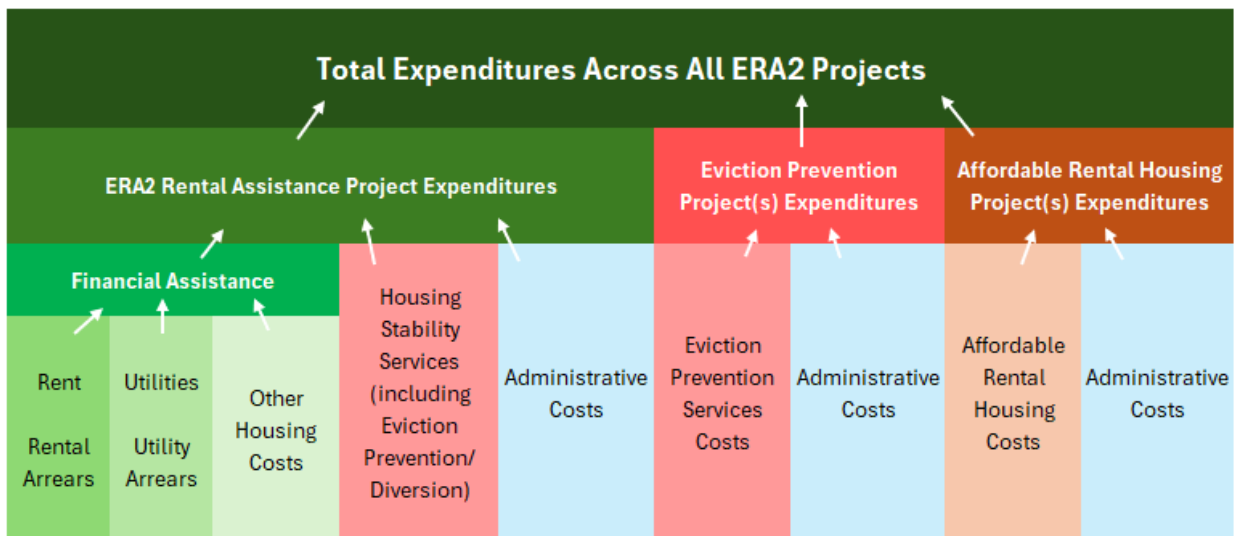 Total Expenditures Across All ERA2 Projects
ERA2 Rental Assistance Project Expenditures
Eviction Prevention
Project(s) Expenditures
Affordable Rental Housing
Project(s) Expenditures
Financial Assistance
Rent
Rental
Arrears
Utilities
Utility
Arrears
Other
Housing
Costs
Housing
Stability
Services
(including
Eviction
Prevention/
Diversion)
Administrative
Costs
Eviction
Prevention
Services
Costs
Administrative
Costs
Affordable
Rental
Housing
Costs
Administrative
Costs